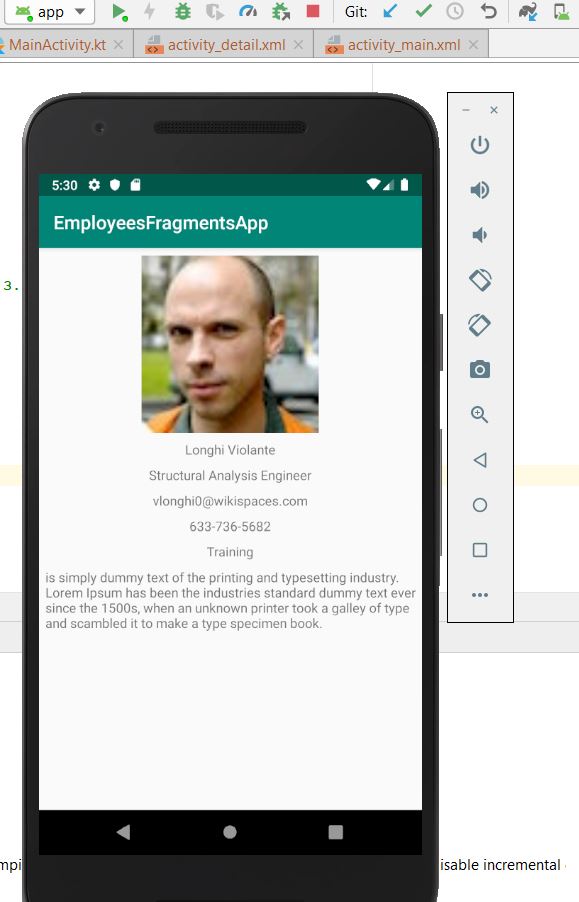 app
Git:
MainActivity.kt
activity_detail.xml
activity_main.xml
5:30
EmployeesFragmentsApp
3.
Longhi Violante
Structural Analysis Engineer
vlonghi0@wikispaces.com
633-736-5682
Training
is simply dummy text of the printing and typesetting industry.
Lorem Ipsum has been the industries standard dummy text ever
since the 1500s, when an unknown printer took a galley of type
and scambled it to make a type specimen book.
mpi
isable incremental